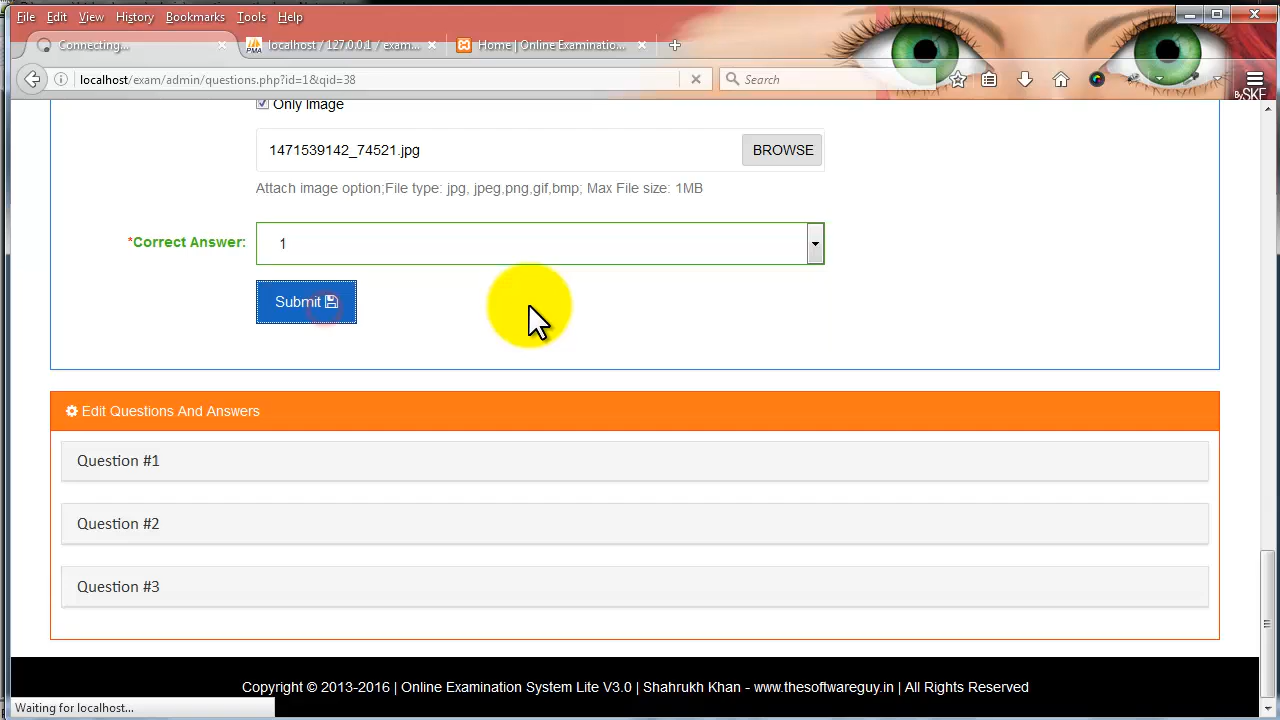 File Edit View History Bookmarks Tools Help
Connecting... × localhost / 127.0.0.1 / exam... × Home | Online Examinatio... ×
localhost/exam/admin/questions.php?id=1&qid=38
Search
By SKE
Only Image
1471539142_74521.jpg
BROWSE
Attach image option;File type: jpg, jpeg,png,gif,bmp; Max File size: 1MB
*Correct Answer:
1
Submit
Edit Questions And Answers
Question #1
Question #2
Question #3
Copyright © 2013-2016 | Online Examination System Lite V3.0 | Shahrukh Khan - www.thesoftwareguy.in | All Rights Reserved
Waiting for localhost...